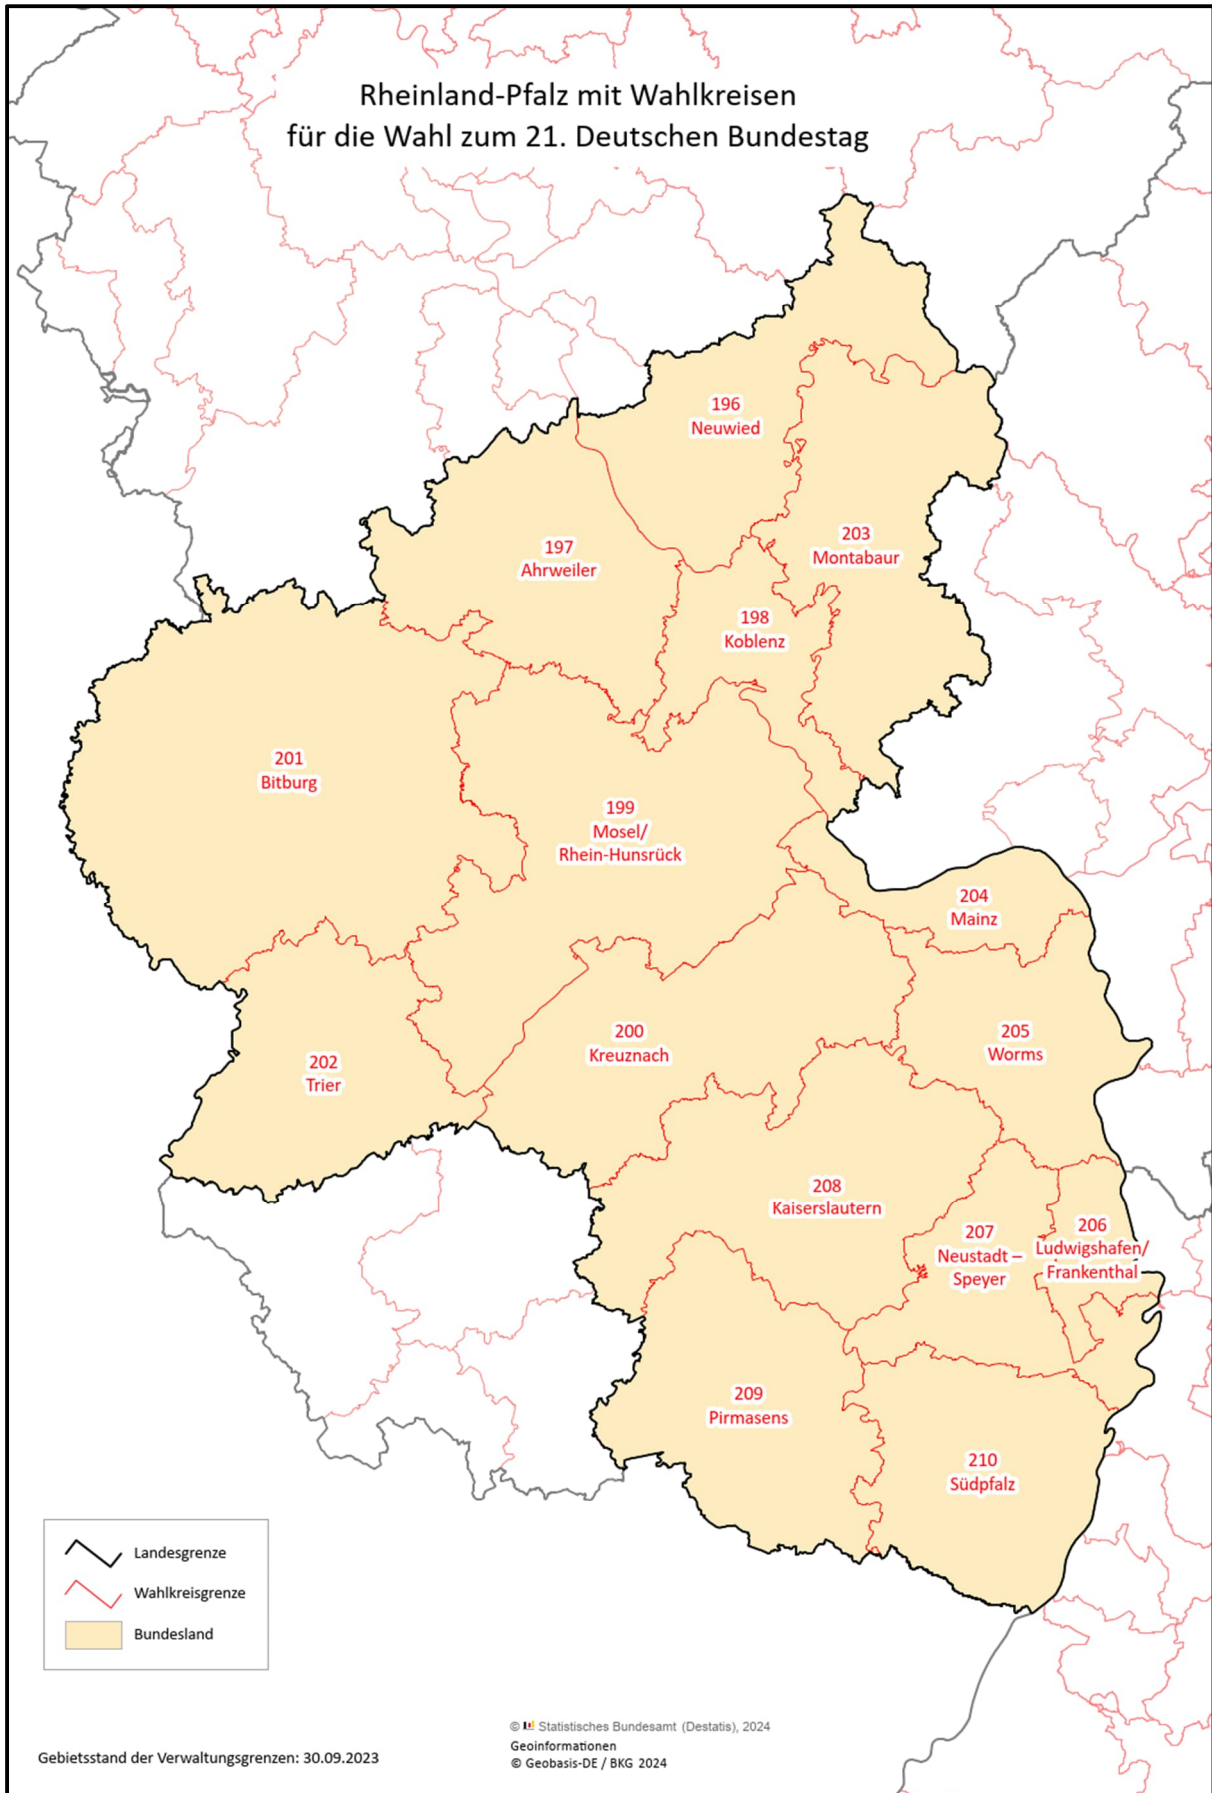 Rheinland-Pfalz mit Wahlkreisen
für die Wahl zum 21. Deutschen Bundestag
196
Neuwied
203
Montabaur
197
Ahrweiler
198
Koblenz
201
Bitburg
199
Mosel/
Rhein-Hunsrück
204
Mainz
200
Kreuznach
205
Worms
202
Trier
208
Kaiserslautern
207
Neustadt –
Speyer
206
Ludwigshafen/
Frankenthal
209
Pirmasens
210
Südpfalz
Landesgrenze
Wahlkreisgrenze
Bundesland
Gebietsstand der Verwaltungsgrenzen: 30.09.2023
© Statistisches Bundesamt (Destatis), 2024
Geoinformationen
© Geobasis-DE / BKG 2024